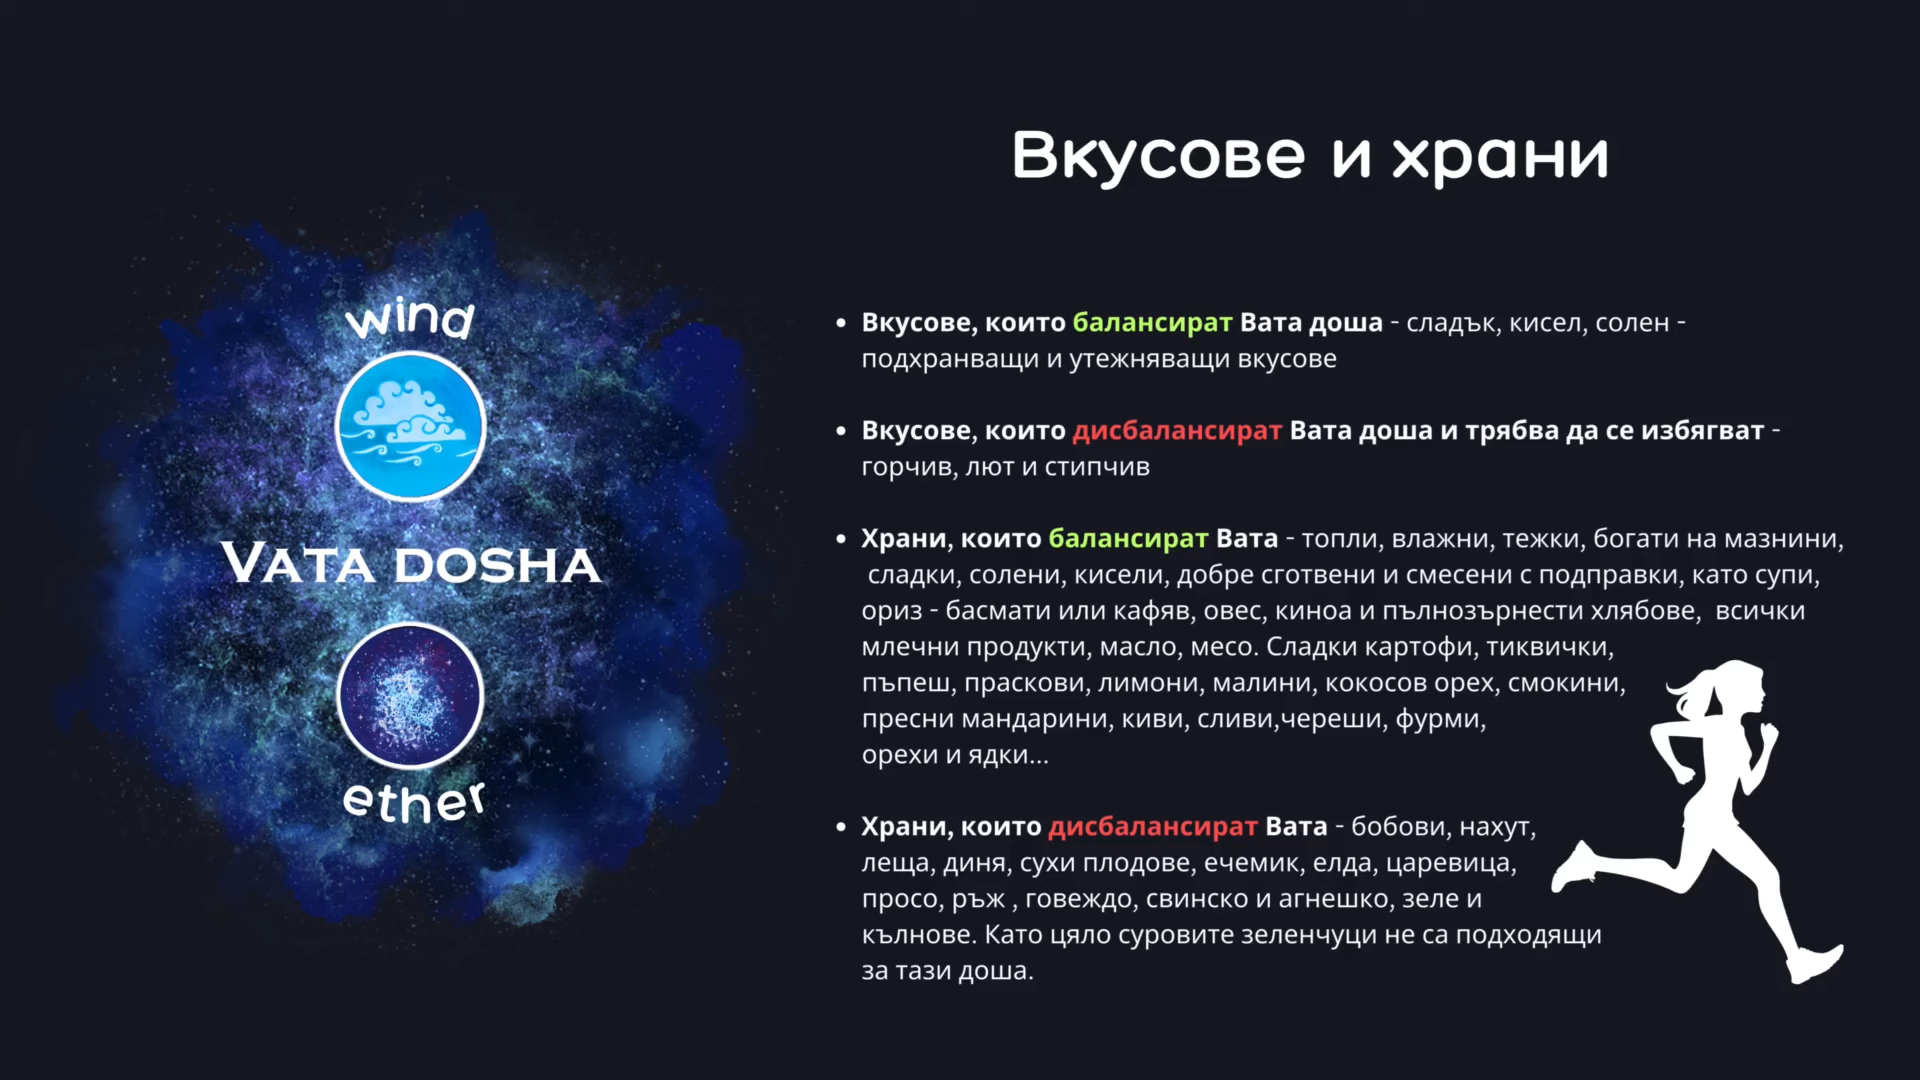 Вкусове и храни
wind
VATA DOSHA
ether
• Вкусове, които балансират Вата доша - сладък, кисел, солен -
подхранващи и утежняващи вкусове
• Вкусове, които дисбалансират Вата доша и трябва да се избягват -
горчив, лют и стипчив
• Храни, които балансират Вата - топли, влажни, тежки, богати на мазнини,
сладки, солени, кисели, добре сготвени и смесени с подправки, като супи,
ориз - басмати или кафяв, овес, киноа и пълнозърнести хлябове, всички
млечни продукти, масло, месо. Сладки картофи, тиквички,
пъпеш, праскови, лимони, малини, кокосов орех, смокини,
пресни мандарини, киви, сливи,череши, фурми,
орехи и ядки...
• Храни, които дисбалансират Вата - бобови, нахут,
леща, диня, сухи плодове, ечемик, елда, царевица,
просо, ръж , говеждо, свинско и агнешко, зеле и
кълнове. Като цяло суровите зеленчуци не са подходящи
за тази доша.